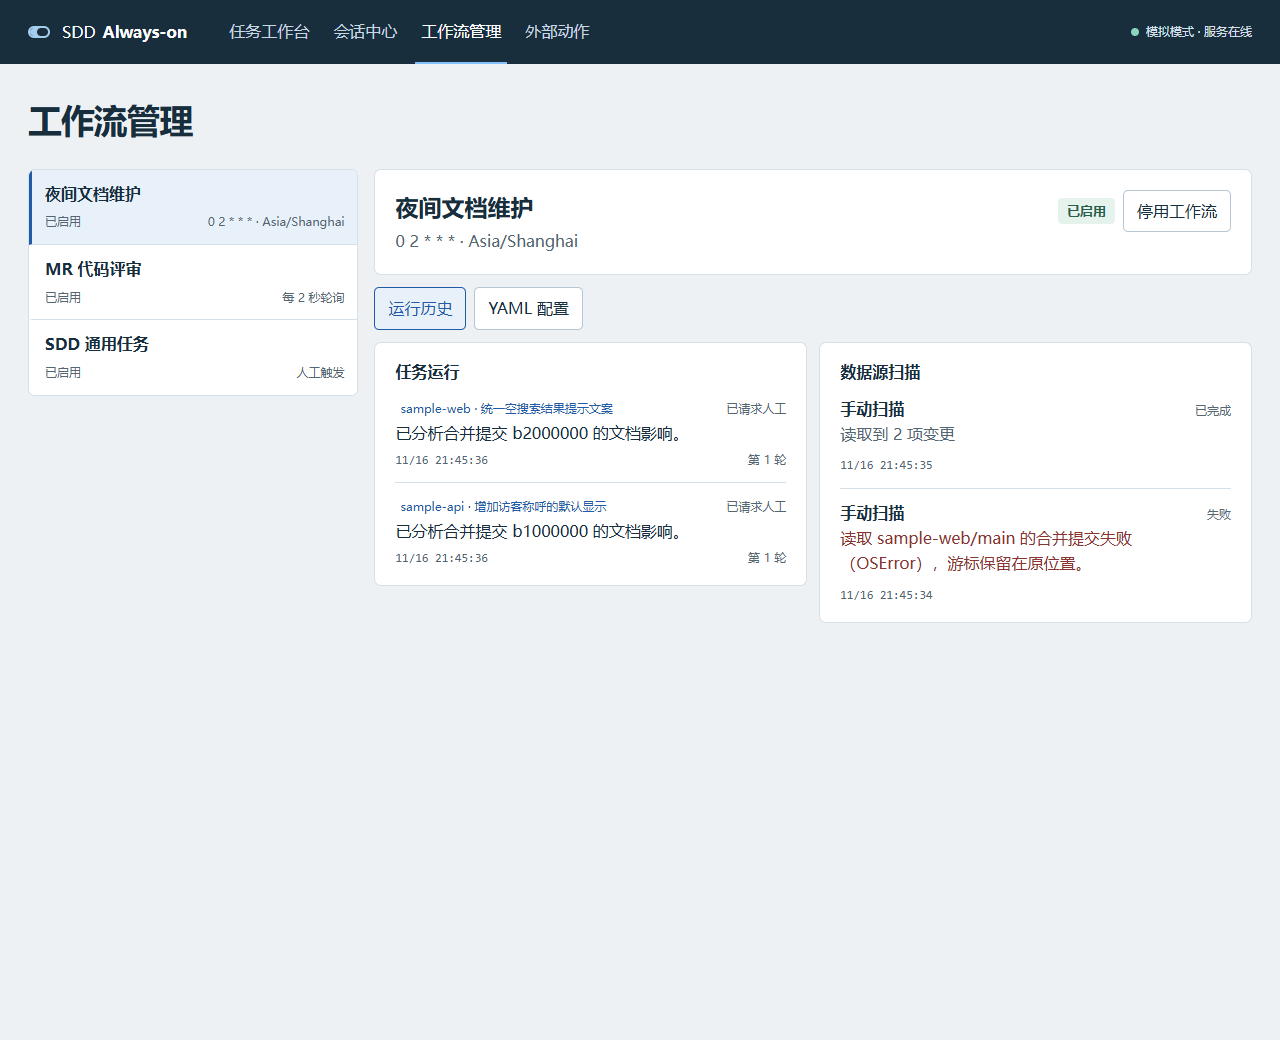 SDD Always-on 任务工作台 会话中心 工作流管理 外部动作 模拟模式 · 服务在线
工作流管理
夜间文档维护
已启用 0 2 * * * · Asia/Shanghai
MR 代码评审
已启用 每 2 秒轮询
SDD 通用任务
已启用 人工触发
夜间文档维护
0 2 * * * · Asia/Shanghai
已启用 停用工作流
运行历史 YAML 配置
任务运行
sample-web · 统一空搜索结果提示文案 已请求人工
已分析合并提交 b2000000 的文档影响。
11/16 21:45:36 第 1 轮
sample-api · 增加访客称呼的默认显示 已请求人工
已分析合并提交 b1000000 的文档影响。
11/16 21:45:36 第 1 轮
数据源扫描
手动扫描 已完成
读取到 2 项变更
11/16 21:45:35
手动扫描 失败
读取 sample-web/main 的合并提交失败
（OSError），游标保留在原位置。
11/16 21:45:34